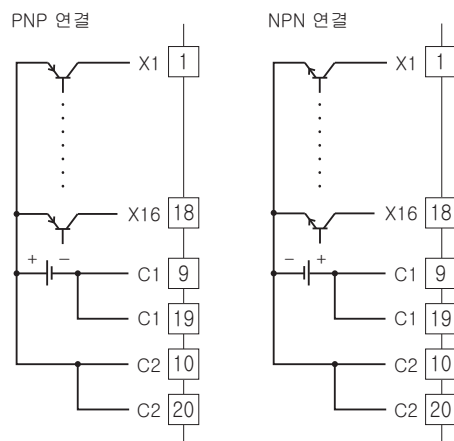 PNP 연결
X1 1
X16 18
+ −
C1 9
C1 19
C2 10
C2 20
NPN 연결
X1 1
X16 18
− +
C1 9
C1 19
C2 10
C2 20